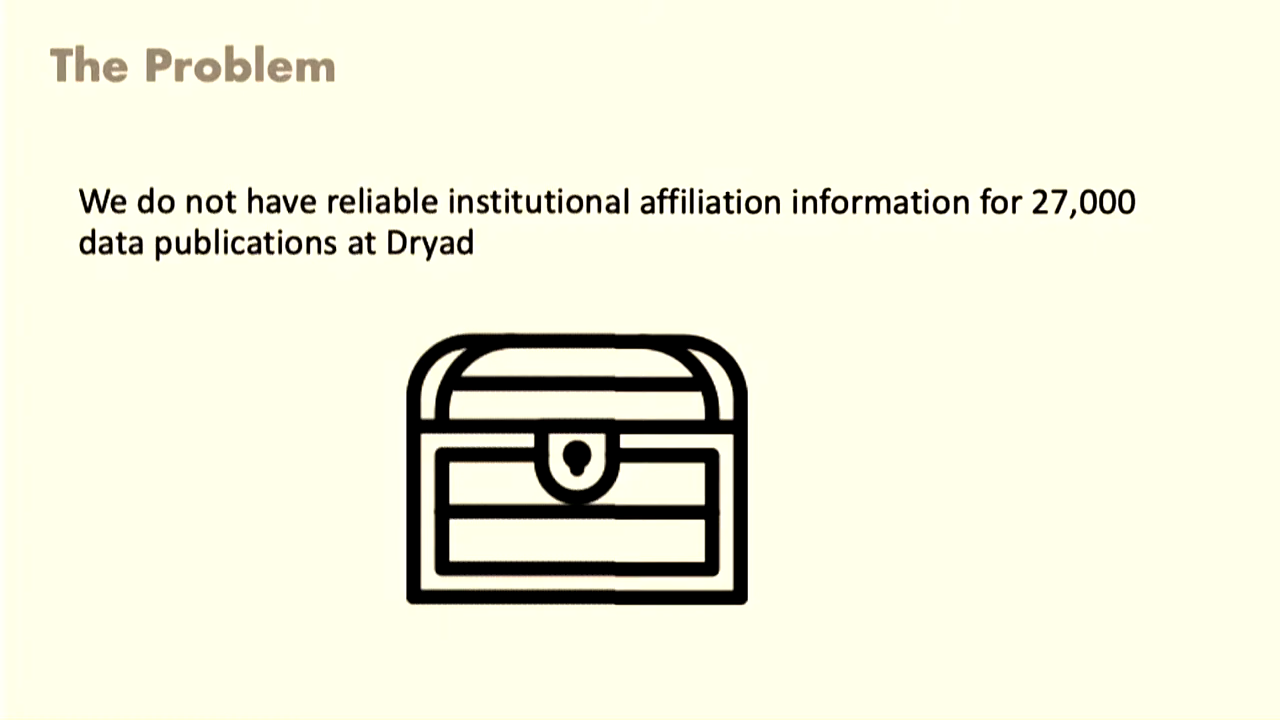 The Problem
We do not have reliable institutional affiliation information for 27,000
data publications at Dryad